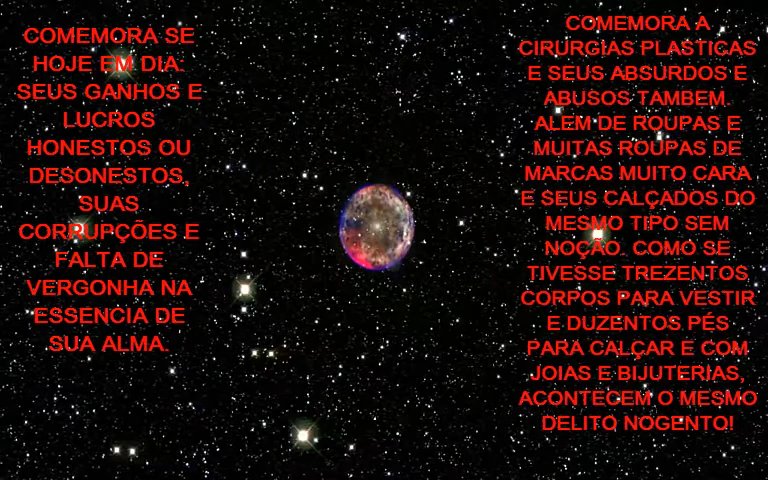 COMEMORA SE
HOJE EM DIA.
SEUS GANHOS E
LUCROS
HONESTOS OU
DESONESTOS,
SUAS
CORRUPÇÕES E
FALTA DE
VERGONHA NA
ESSENCIA DE
SUA ALMA.
COMEMORA A
CIRURGIAS PLASTICAS
E SEUS ABSURDOS E
ABUSOS TAMBEM.
ALEM DE ROUPAS E
MUITAS ROUPAS DE
MARCAS MUITO CARA
E SEUS CALÇADOS DO
MESMO TIPO SEM
NOÇÃO. COMO SE
TIVESSE TREZENTOS
CORPOS PARA VESTIR
E DUZENTOS PÉS
PARA CALÇAR E COM
JOIAS E BIJUTERIAS,
ACONTECEM O MESMO
DELITO NOGENTO!